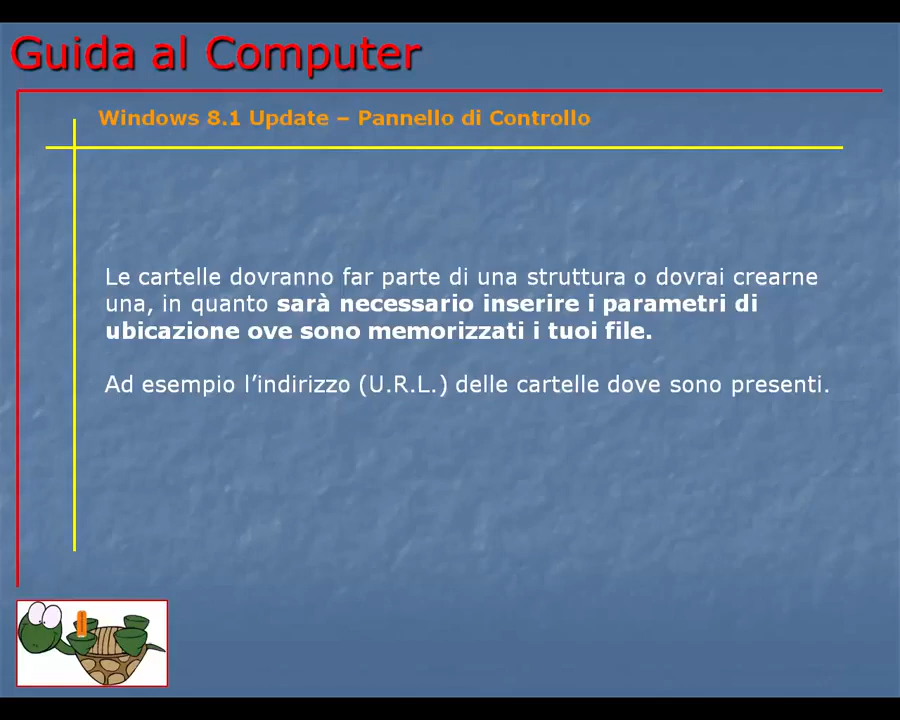 Guida al Computer
Windows 8.1 Update – Pannello di Controllo
Le cartelle dovranno far parte di una struttura o dovrai crearne
una, in quanto sarà necessario inserire i parametri di
ubicazione ove sono memorizzati i tuoi file.
Ad esempio l’indirizzo (U.R.L.) delle cartelle dove sono presenti.